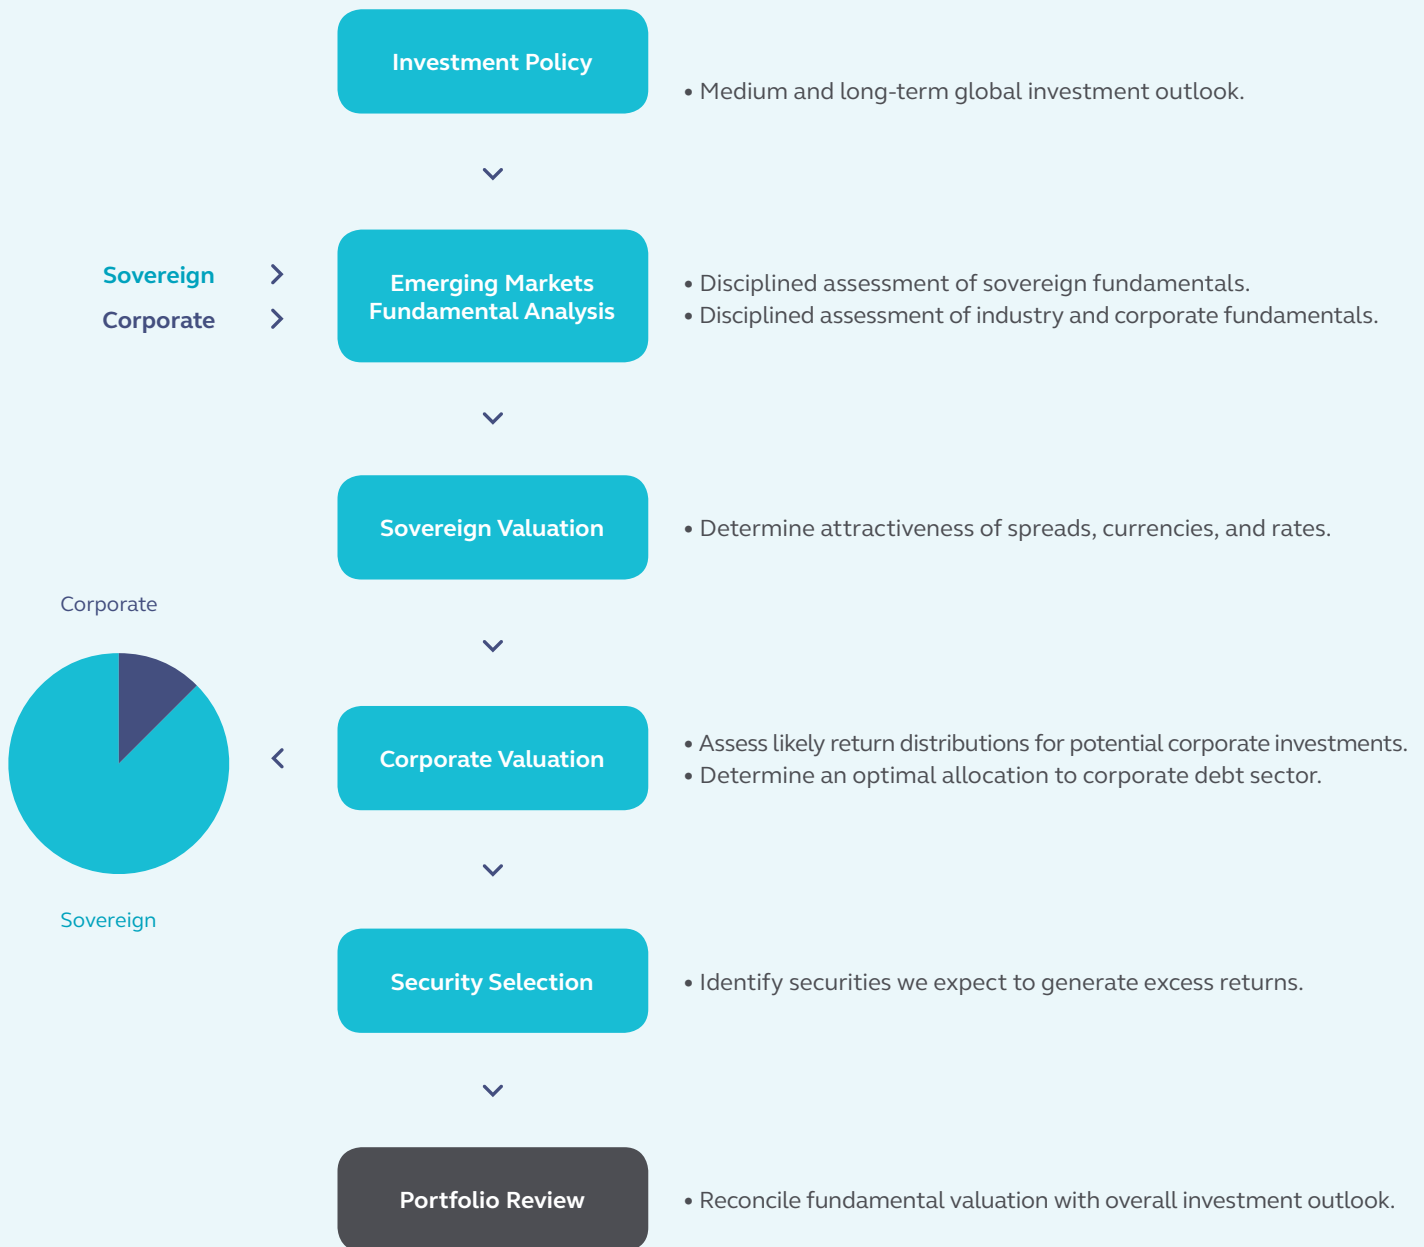 Investment Policy
• Medium and long-term global investment outlook.
Sovereign
Corporate
Emerging Markets
Fundamental Analysis
• Disciplined assessment of sovereign fundamentals.
• Disciplined assessment of industry and corporate fundamentals.
Sovereign Valuation
• Determine attractiveness of spreads, currencies, and rates.
Corporate
Sovereign
Corporate Valuation
• Assess likely return distributions for potential corporate investments.
• Determine an optimal allocation to corporate debt sector.
Security Selection
• Identify securities we expect to generate excess returns.
Portfolio Review
• Reconcile fundamental valuation with overall investment outlook.